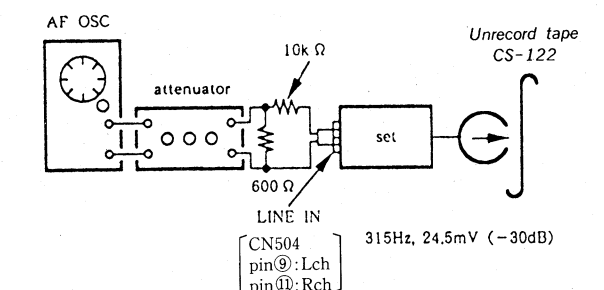 AF OSC
Unrecord tape
CS-122
10k Ω
attenuator
set
600 Ω
LINE IN
315Hz, 24.5mV (−30dB)
CN504
pin⑨:Lch
pin⑪:Rch